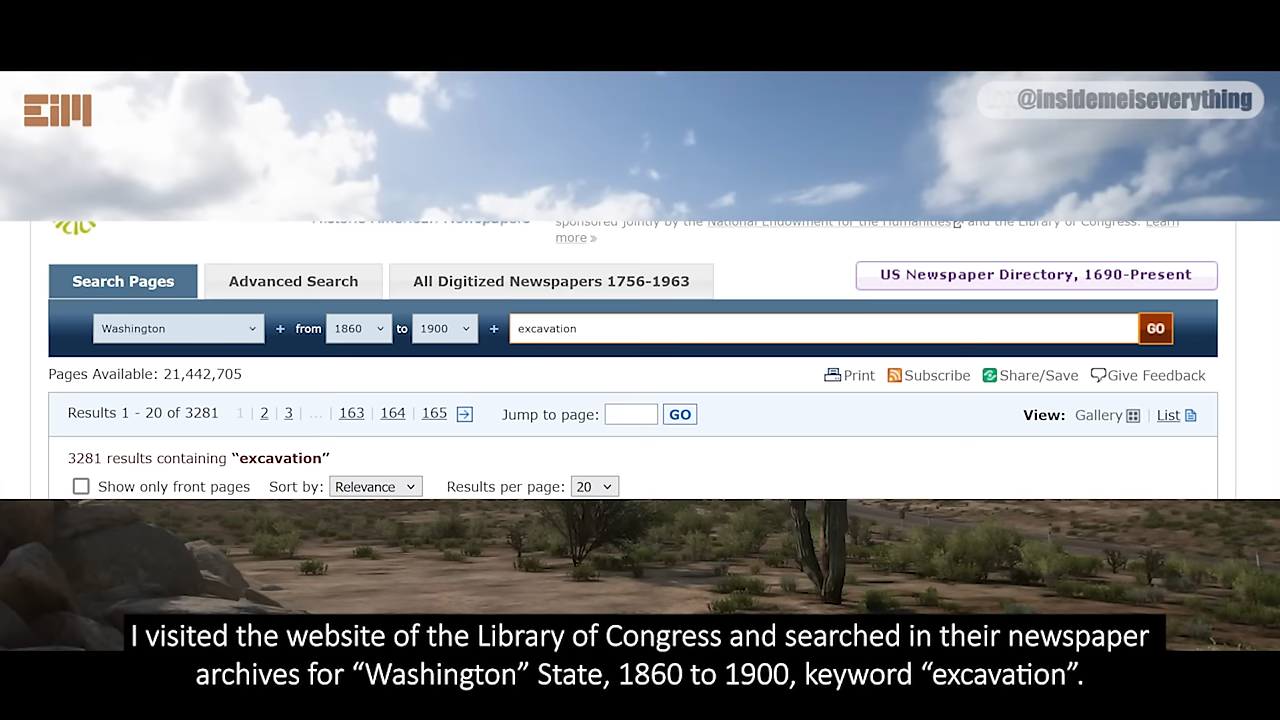 EIM
@insidemeiseverything
Historic American Newspapers
sponsored jointly by the National Endowment for the Humanities and the Library of Congress. Learn
more »
Search Pages
Advanced Search
All Digitized Newspapers 1756-1963
US Newspaper Directory, 1690-Present
Washington + from 1860 to 1900 + excavation GO
Pages Available: 21,442,705
Print Subscribe Share/Save Give Feedback
Results 1 - 20 of 3281 1 | 2 | 3 | ... | 163 | 164 | 165 Jump to page: GO View: Gallery | List
3281 results containing “excavation”
Show only front pages Sort by: Relevance Results per page: 20
I visited the website of the Library of Congress and searched in their newspaper
archives for “Washington” State, 1860 to 1900, keyword “excavation”.